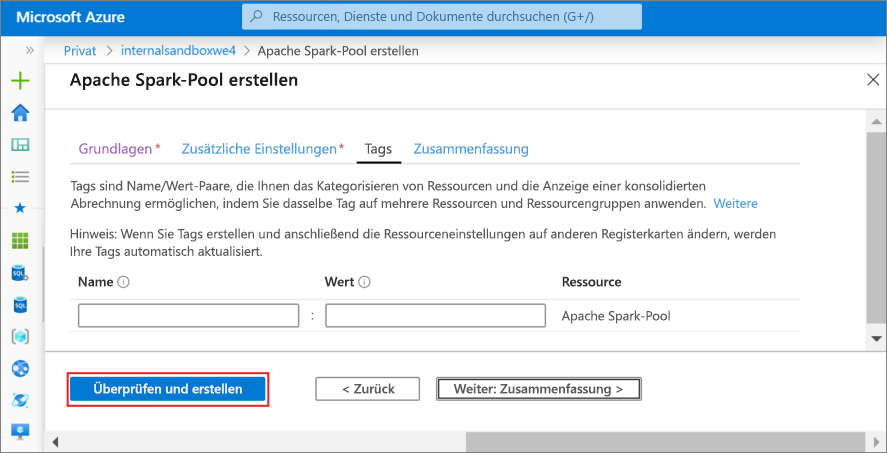 Microsoft Azure
Ressourcen, Dienste und Dokumente durchsuchen (G+/)
»
Privat > internalsandboxwe4 > Apache Spark-Pool erstellen
Apache Spark-Pool erstellen
Grundlagen * Zusätzliche Einstellungen * Tags Zusammenfassung
Tags sind Name/Wert-Paare, die Ihnen das Kategorisieren von Ressourcen und die Anzeige einer konsolidierten
Abrechnung ermöglichen, indem Sie dasselbe Tag auf mehrere Ressourcen und Ressourcengruppen anwenden. Weitere
Hinweis: Wenn Sie Tags erstellen und anschließend die Ressourceneinstellungen auf anderen Registerkarten ändern, werden
Ihre Tags automatisch aktualisiert.
Name Wert Ressource
: Apache Spark-Pool
Überprüfen und erstellen < Zurück Weiter: Zusammenfassung >